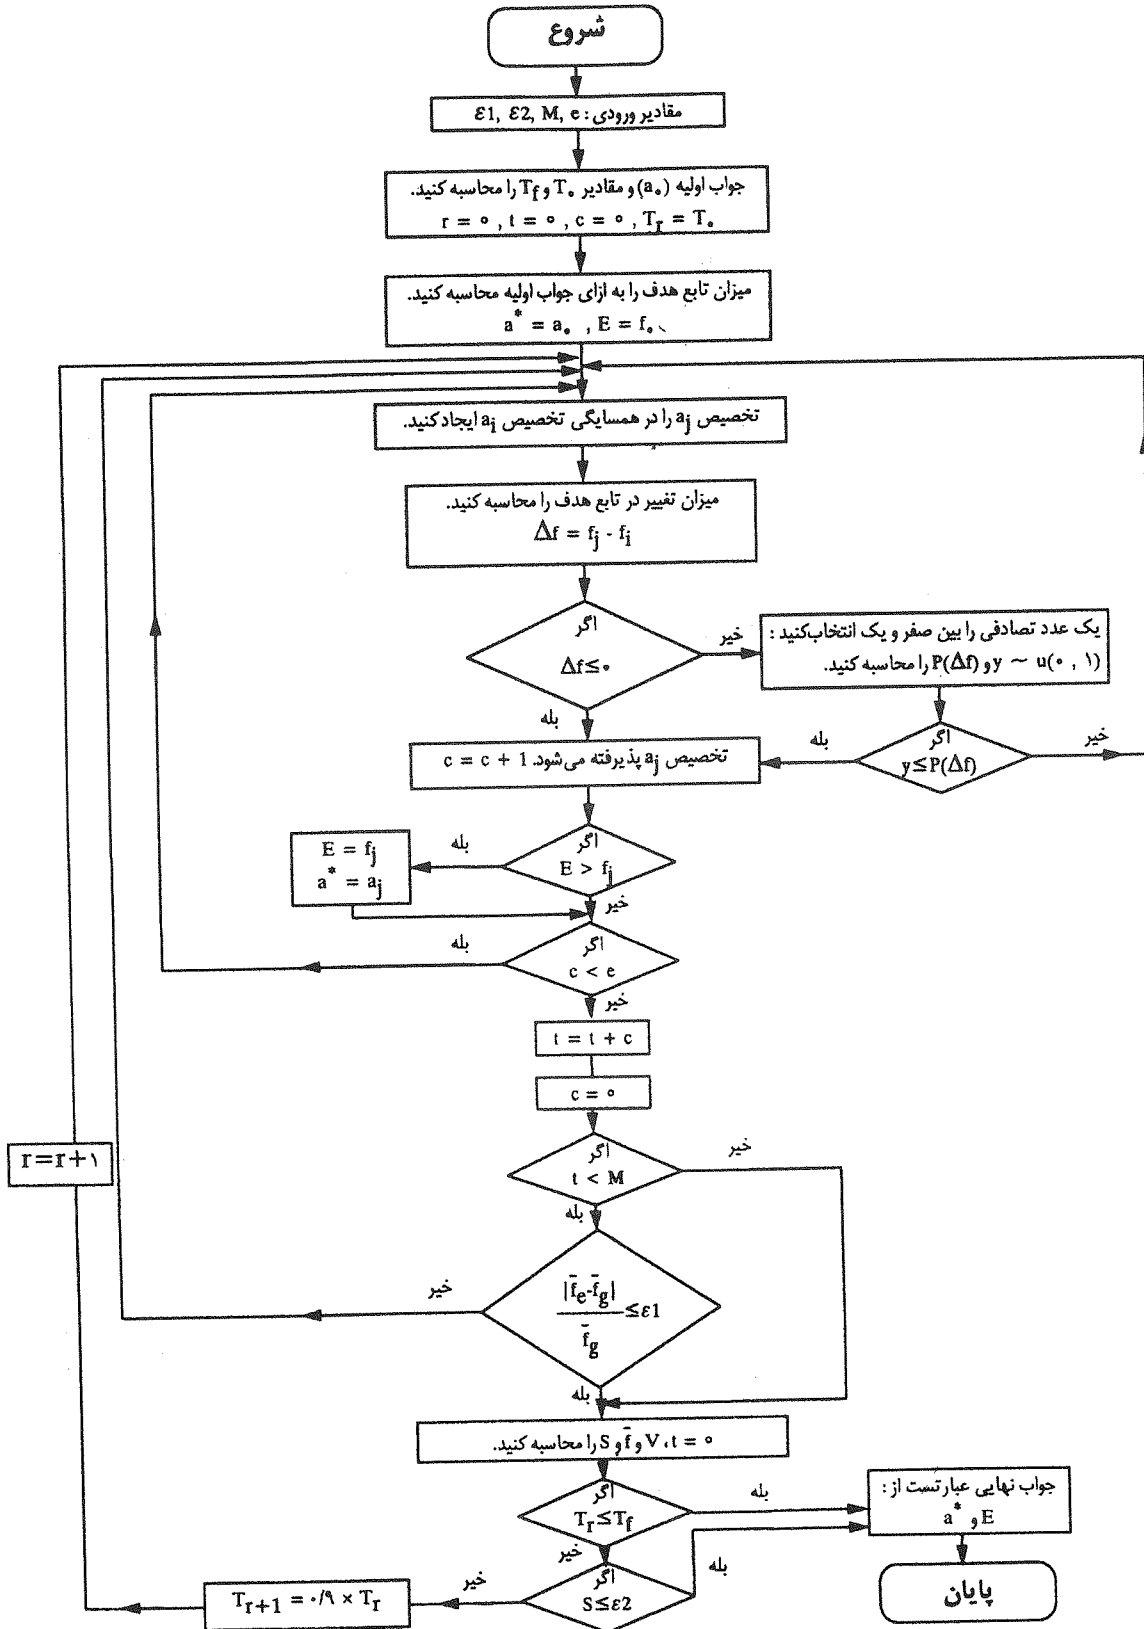 شروع
مقادیر ورودی : ε1, ε2, M, e
جواب اولیه (a۰) و مقادیر T۰ و Tf را محاسبه کنید.
r = ۰ , t = ۰ , c = ۰ , Tr = T۰
میزان تابع هدف را به ازای جواب اولیه محاسبه کنید.
a* = a۰ , E = f۰
تخصیص aj را در همسایگی تخصیص ai ایجاد کنید.
میزان تغییر در تابع هدف را محاسبه کنید.
Δf = fj - fi
اگر
Δf≤۰
خیر
بله
یک عدد تصادفی را بین صفر و یک انتخاب کنید :
y ~ u(۰ , ۱) و P(Δf) را محاسبه کنید.
اگر
y≤P(Δf)
بله
خیر
تخصیص aj پذیرفته می‌شود. c = c + 1
اگر
E > fj
بله
خیر
E = fj
a* = aj
اگر
c < e
بله
خیر
t = t + c
c = ۰
اگر
t < M
خیر
بله
|f̄e-f̄g|
≤ε1
f̄g
خیر
بله
r=r+۱
t = ۰ ،V و f̄ و S را محاسبه کنید.
اگر
Tr≤Tf
بله
خیر
جواب نهایی عبارتست از :
E و a*
اگر
S≤ε2
بله
خیر
Tr+1 = ۰/۹ × Tr
پایان